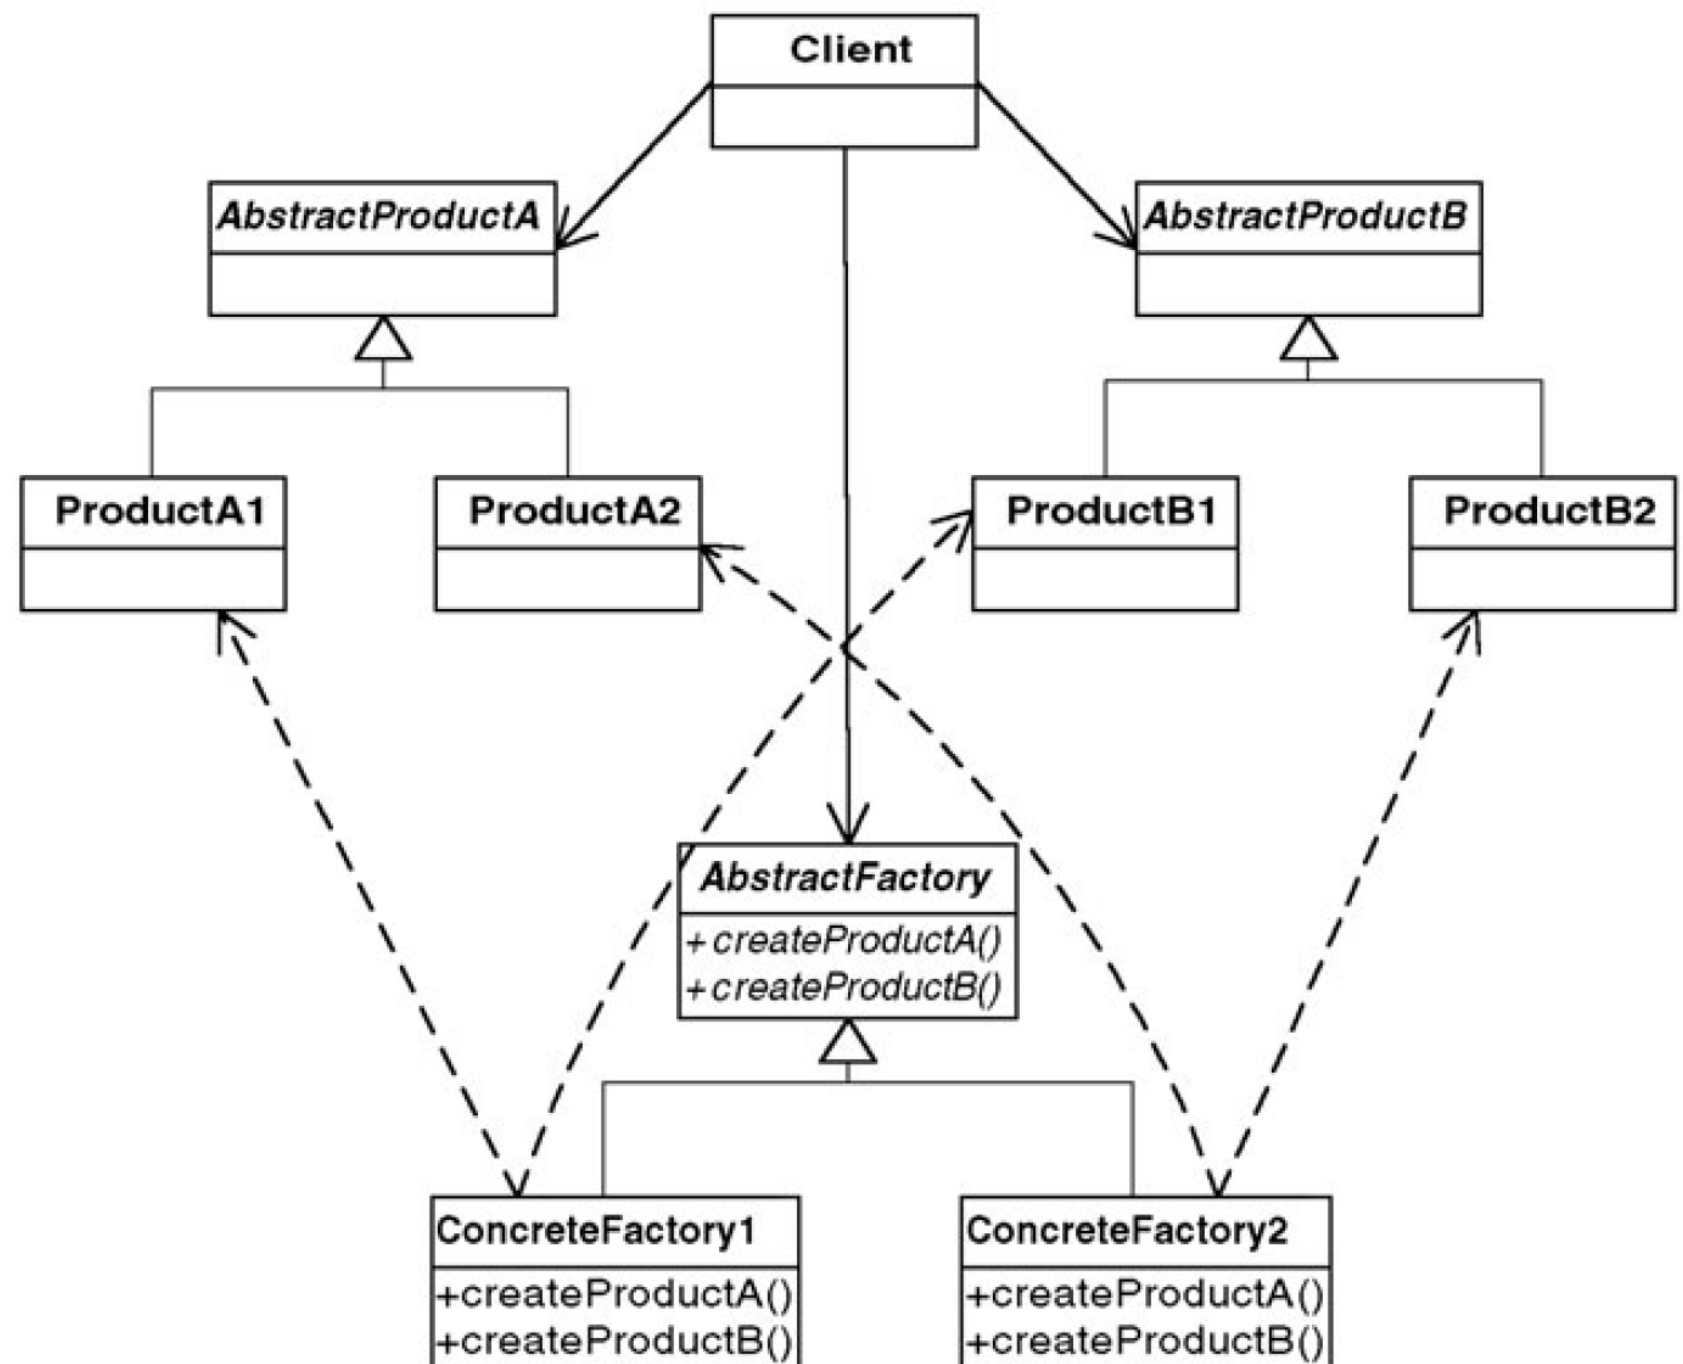 Client
AbstractProductA
AbstractProductB
ProductA1
ProductA2
ProductB1
ProductB2
AbstractFactory
+createProductA()
+createProductB()
ConcreteFactory1
+createProductA()
+createProductB()
ConcreteFactory2
+createProductA()
+createProductB()